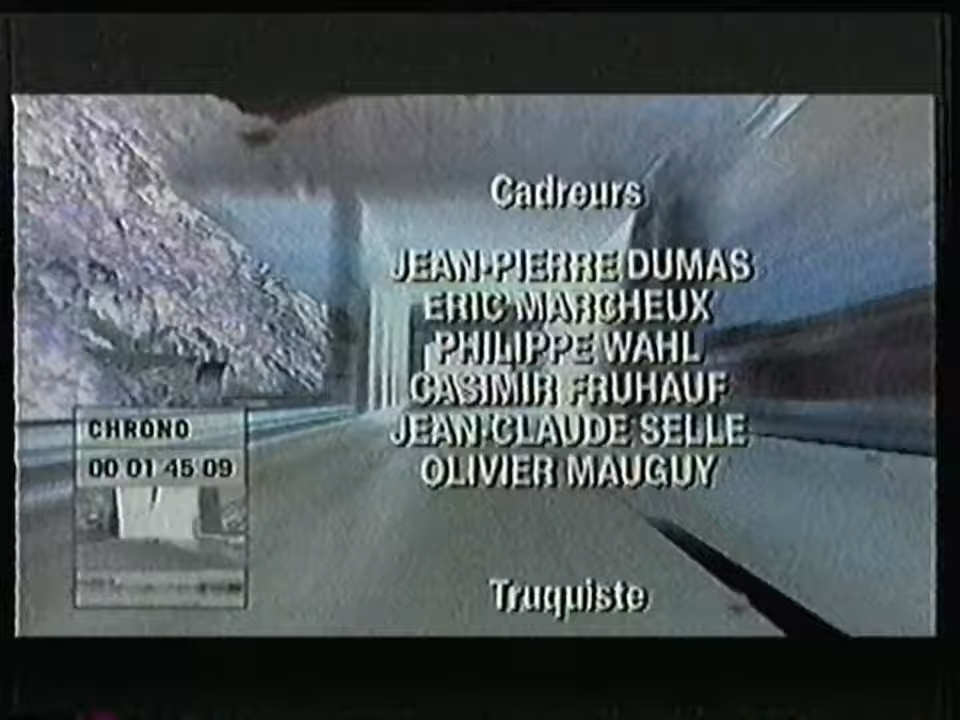 Cadreurs
JEAN-PIERRE DUMAS
ERIC MARCHEUX
PHILIPPE WAHL
CASIMIR FRUHAUF
JEAN-CLAUDE SELLE
OLIVIER MAUGUY
CHRONO
00 01 45 09
Truquiste